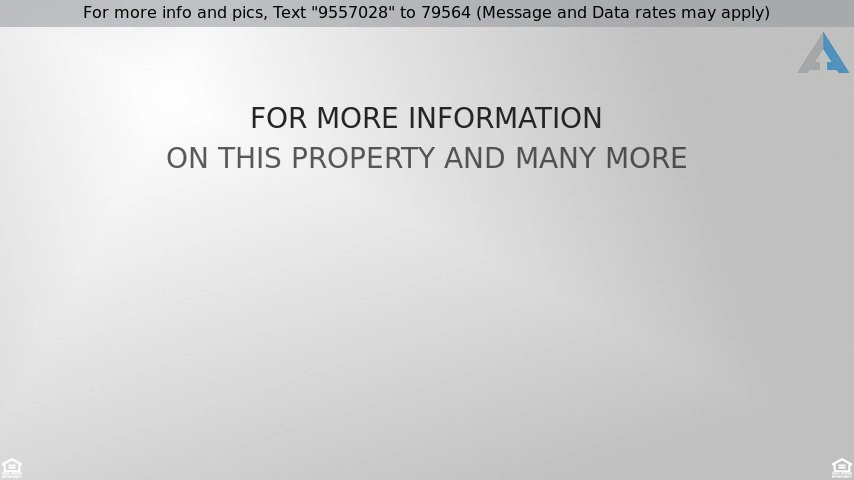 For more info and pics, Text "9557028" to 79564 (Message and Data rates may apply)
FOR MORE INFORMATION
ON THIS PROPERTY AND MANY MORE